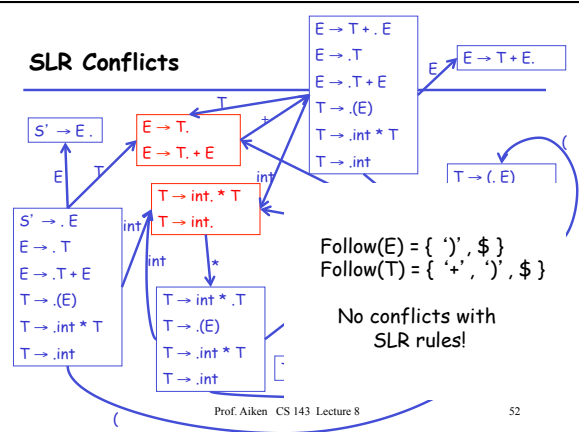 SLR Conflicts
E → T + . E
E → .T
E → .T + E
T → .(E)
T → .int * T
T → .int
E
E → T + E.
S' → E .
T
E → T.
E → T. + E
+
E
T
int
(
T → (. E)
T → int. * T
T → int.
S' → . E
E → . T
E → .T + E
T → .(E)
T → .int * T
T → .int
int
int
*
(
T → int * .T
T → .(E)
T → .int * T
T → .int
Follow(E) = { ')', $ }
Follow(T) = { '+', ')', $ }
No conflicts with
SLR rules!
(
Prof. Aiken CS 143 Lecture 8
52